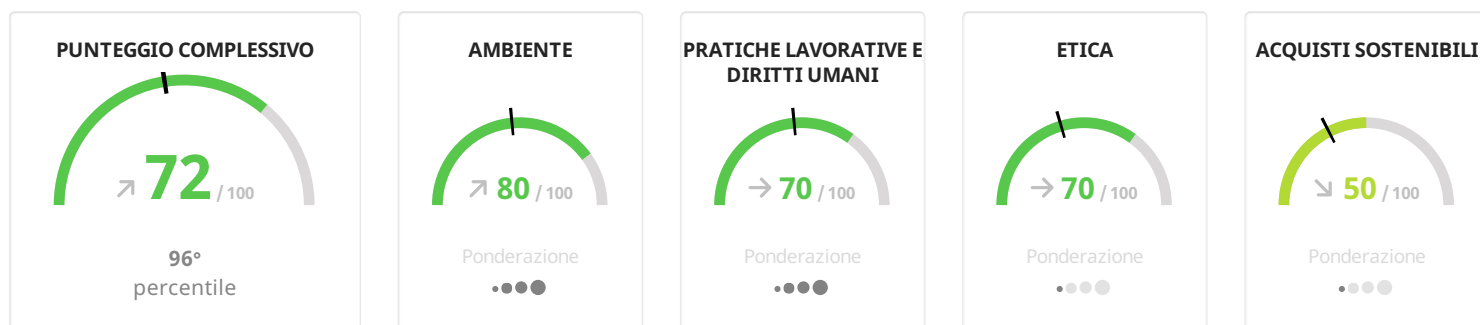 PUNTEGGIO COMPLESSIVO
72 / 100
96°
percentile
AMBIENTE
80 / 100
Ponderazione
PRATICHE LAVORATIVE E
DIRITTI UMANI
70 / 100
Ponderazione
ETICA
70 / 100
Ponderazione
ACQUISTI SOSTENIBILI
50 / 100
Ponderazione